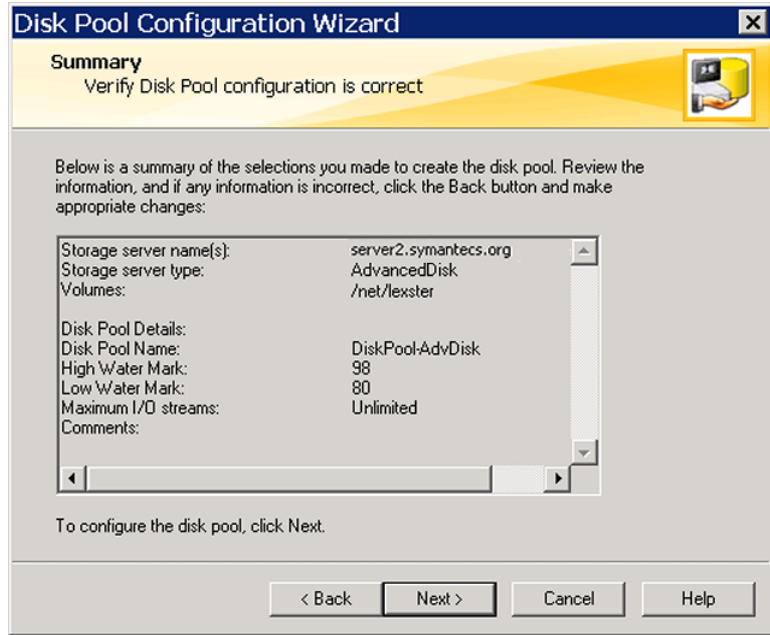 Disk Pool Configuration Wizard
Summary
Verify Disk Pool configuration is correct
Below is a summary of the selections you made to create the disk pool. Review the
information, and if any information is incorrect, click the Back button and make
appropriate changes:
Storage server name(s): server2.symantecs.org
Storage server type: AdvancedDisk
Volumes: /net/lexster
Disk Pool Details:
Disk Pool Name: DiskPool-AdvDisk
High Water Mark: 98
Low Water Mark: 80
Maximum I/O streams: Unlimited
Comments:
To configure the disk pool, click Next.
< Back Next > Cancel Help